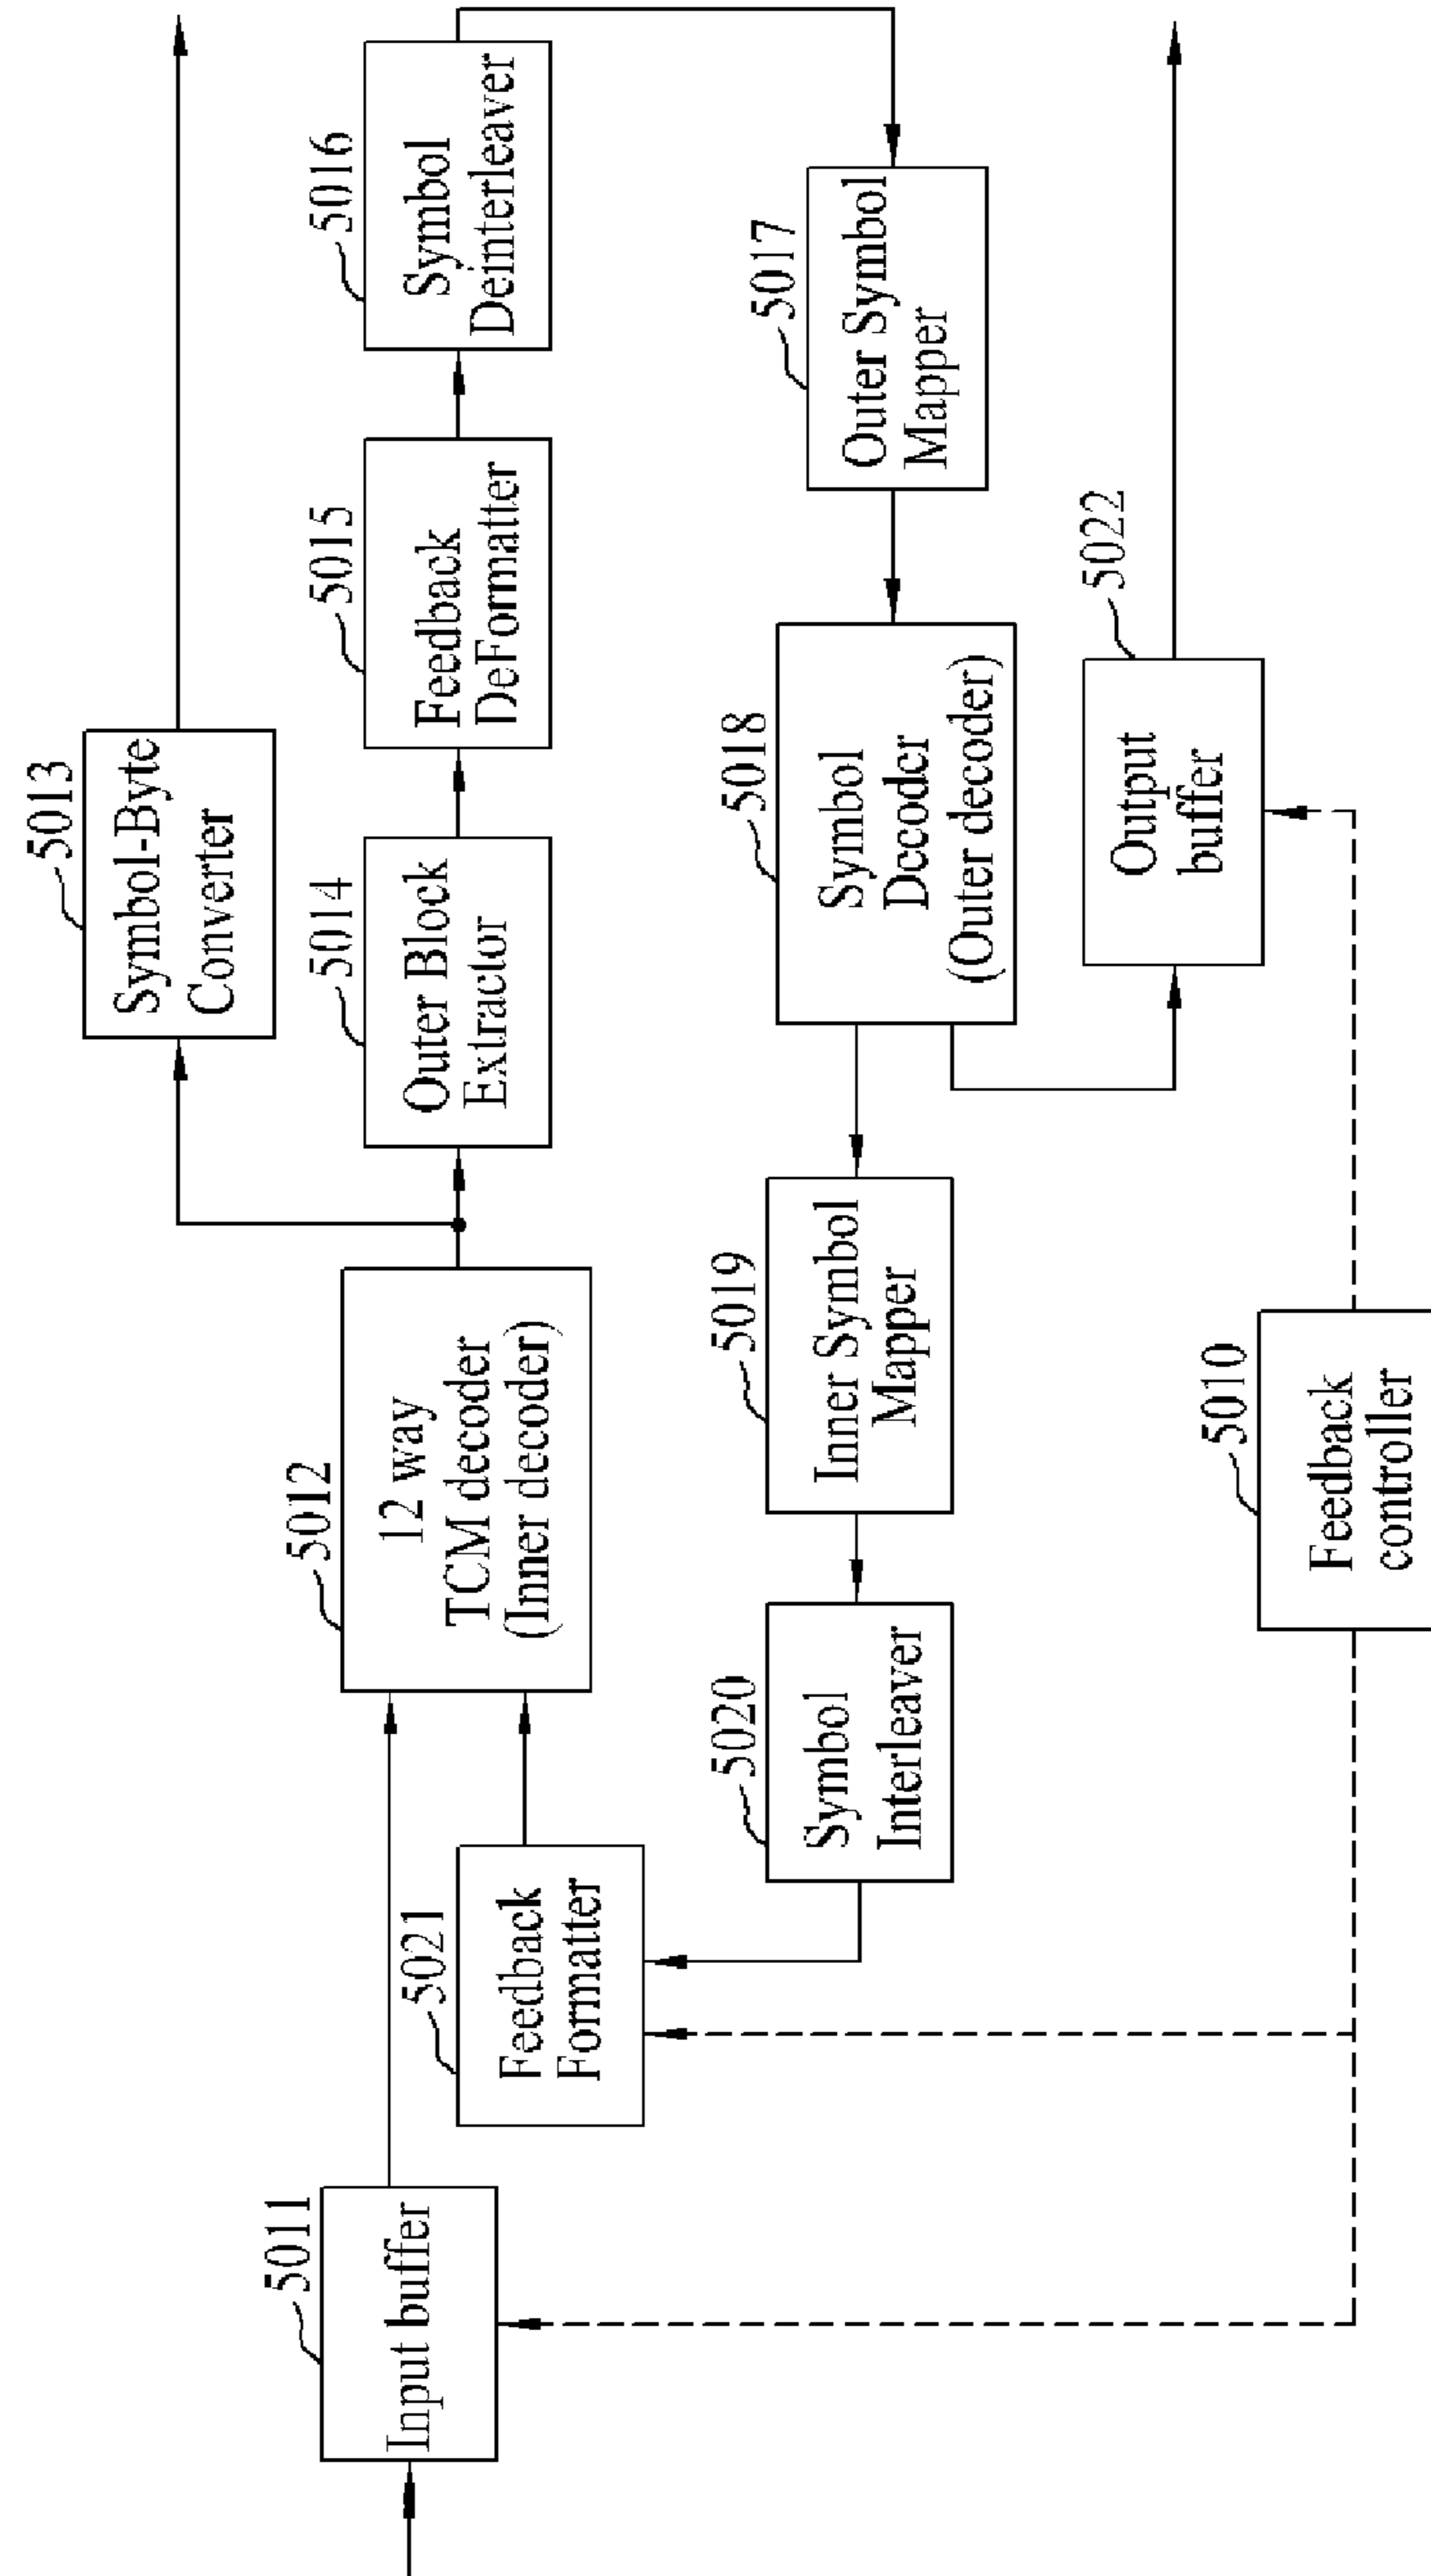 5013
Symbol-Byte
Converter
5011
Input buffer
5012
12 way
TCM decoder
(Inner decoder)
5014
Outer Block
Extractor
5015
Feedback
DeFormatter
5016
Symbol
Deinterleaver
5021
Feedback
Formatter
5020
Symbol
Interleaver
5019
Inner Symbol
Mapper
5018
Symbol
Decoder
(Outer decoder)
5017
Outer Symbol
Mapper
5022
Output
buffer
5010
Feedback
controller